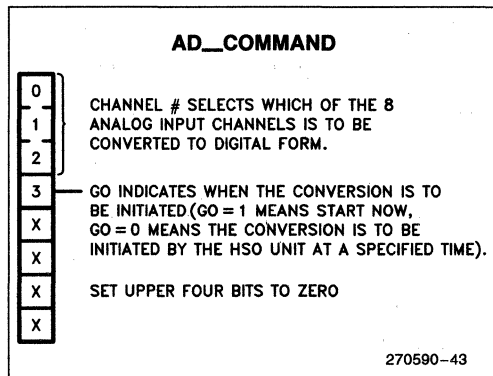 AD__COMMAND
0
1
2
CHANNEL # SELECTS WHICH OF THE 8
ANALOG INPUT CHANNELS IS TO BE
CONVERTED TO DIGITAL FORM.
3
GO INDICATES WHEN THE CONVERSION IS TO
BE INITIATED (GO = 1 MEANS START NOW,
GO = 0 MEANS THE CONVERSION IS TO BE
INITIATED BY THE HSO UNIT AT A SPECIFIED TIME).
X
X
X
SET UPPER FOUR BITS TO ZERO
X
270590-43